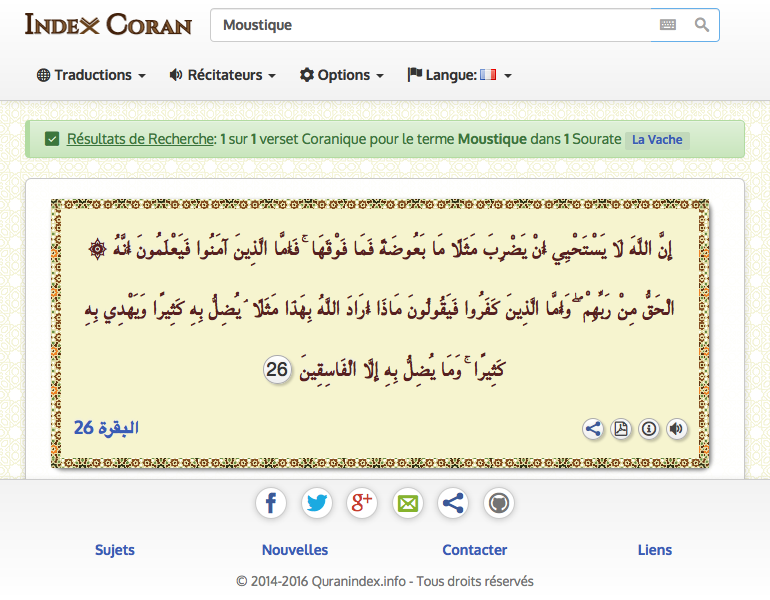 Index Coran
Moustique
Traductions
Récitateurs
Options
Langue:
Résultats de Recherche: 1 sur 1 verset Coranique pour le terme Moustique dans 1 Sourate La Vache
۞ إِنَّ اللَّهَ لَا يَسْتَحْيِي أَنْ يَضْرِبَ مَثَلًا مَا بَعُوضَةً فَمَا فَوْقَهَا ۚ فَأَمَّا الَّذِينَ آمَنُوا فَيَعْلَمُونَ أَنَّهُ
الْحَقُّ مِنْ رَبِّهِمْ ۖ وَأَمَّا الَّذِينَ كَفَرُوا فَيَقُولُونَ مَاذَا أَرَادَ اللَّهُ بِهَٰذَا مَثَلًا ۘ يُضِلُّ بِهِ كَثِيرًا وَيَهْدِي بِهِ
كَثِيرًا ۚ وَمَا يُضِلُّ بِهِ إِلَّا الْفَاسِقِينَ 26
البقرة 26
Sujets
Nouvelles
Contacter
Liens
© 2014-2016 Quranindex.info - Tous droits réservés